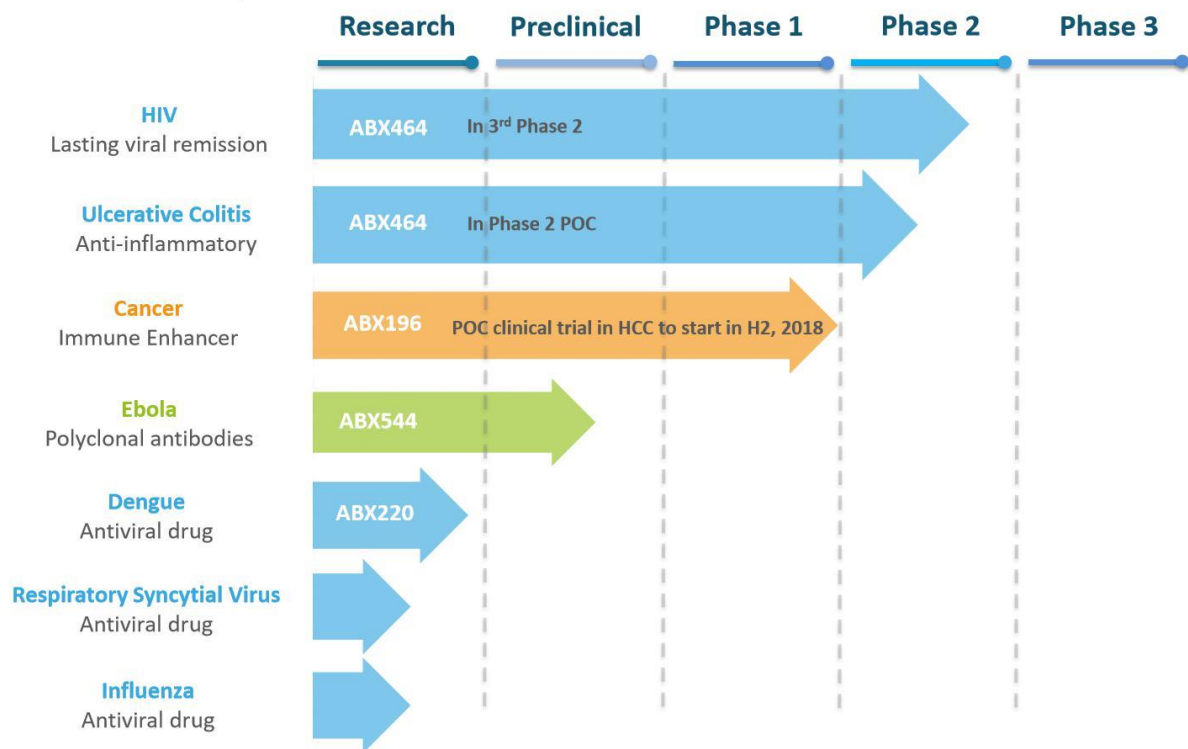 Research Preclinical Phase 1 Phase 2 Phase 3
HIV
Lasting viral remission
ABX464 In 3rd Phase 2
Ulcerative Colitis
Anti-inflammatory
ABX464 In Phase 2 POC
Cancer
Immune Enhancer
ABX196 POC clinical trial in HCC to start in H2, 2018
Ebola
Polyclonal antibodies
ABX544
Dengue
Antiviral drug
ABX220
Respiratory Syncytial Virus
Antiviral drug
Influenza
Antiviral drug